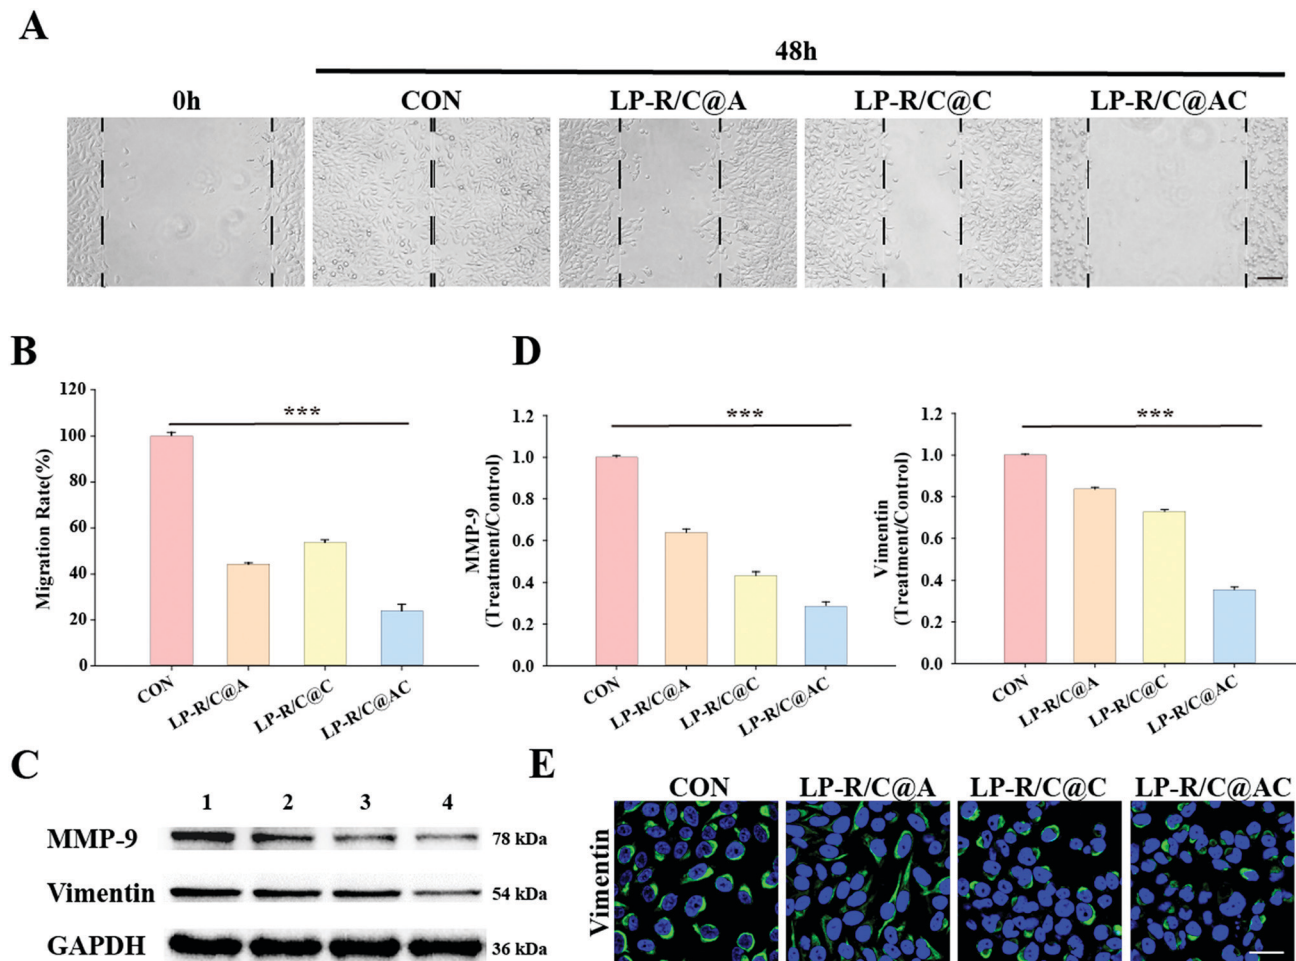 A
48h
0h
CON
LP-R/C@A
LP-R/C@C
LP-R/C@AC
B
Migration Rate(%)
120
100
80
60
40
20
0
***
CON
LP-R/C@A
LP-R/C@C
LP-R/C@AC
D
MMP-9
(Treatment/Control)
1.2
1.0
0.8
0.6
0.4
0.2
0.0
***
CON
LP-R/C@A
LP-R/C@C
LP-R/C@AC
Vimentin
(Treatment/Control)
1.2
1.0
0.8
0.6
0.4
0.2
0.0
***
CON
LP-R/C@A
LP-R/C@C
LP-R/C@AC
C
1 2 3 4
MMP-9 78 kDa
Vimentin 54 kDa
GAPDH 36 kDa
E
CON
LP-R/C@A
LP-R/C@C
LP-R/C@AC
Vimentin